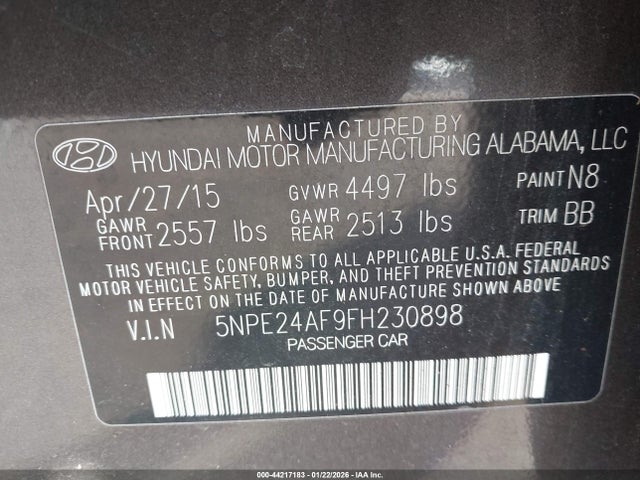 MANUFACTURED BY
HYUNDAI MOTOR MANUFACTURING ALABAMA, LLC
Apr/27/15 GVWR 4497 lbs PAINT N8
GAWR FRONT 2557 lbs GAWR REAR 2513 lbs TRIM BB
THIS VEHICLE CONFORMS TO ALL APPLICABLE U.S.A. FEDERAL
MOTOR VEHICLE SAFETY, BUMPER, AND THEFT PREVENTION STANDARDS
IN EFFECT ON THE DATE OF MANUFACTURE SHOWN ABOVE
V.I.N 5NPE24AF9FH230898
PASSENGER CAR
000-44217183 - 01/22/2026 - IAA Inc.